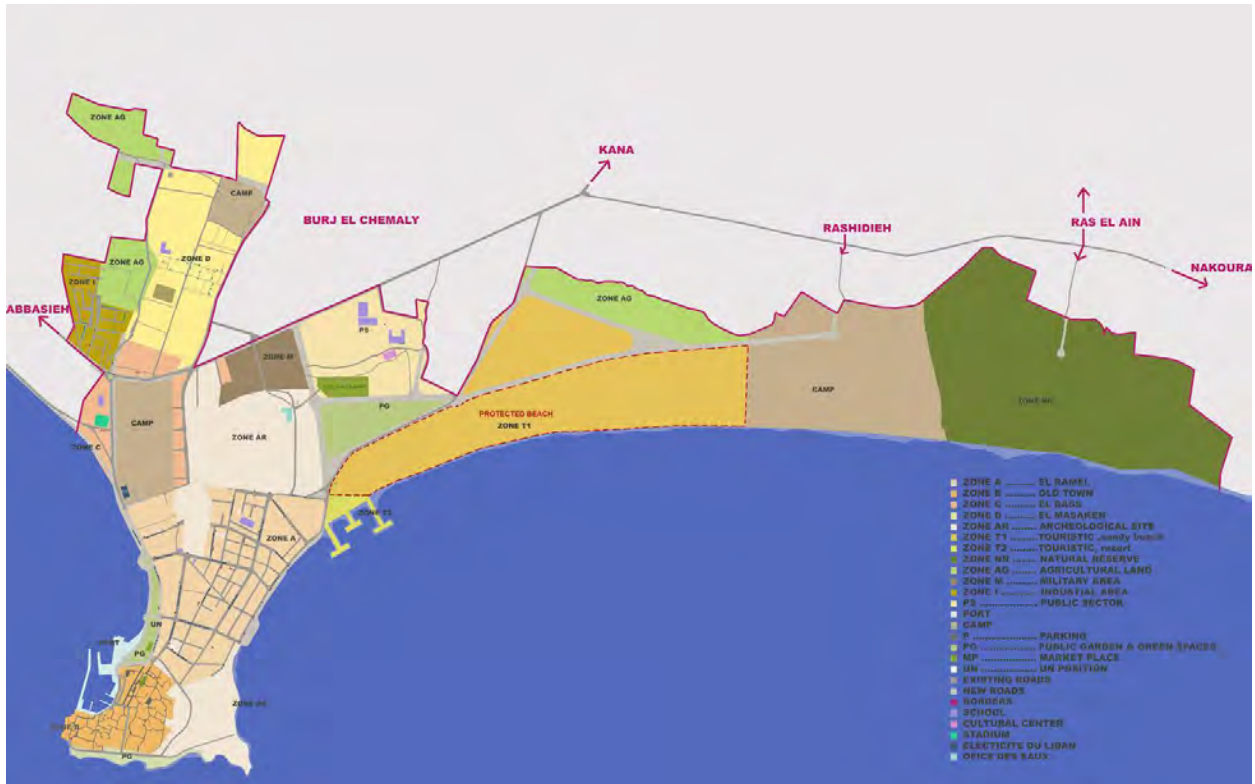 ZONE AG
KANA
CAMP
BURJ EL CHEMALY
RASHIDIEH
RAS EL AIN
NAKOURA
ZONE AG
ZONE D
ZONE I
ZONE AG
ABBASIEH
PS
ZONE M
CAMP
PG
PROTECTED BEACH
ZONE T1
CAMP
ZONE AR
ZONE C
ZONE T2
ZONE A
UN
PORT
PG
P
ZONE B
PG
ZONE A .......... EL RAMEL
ZONE B .......... OLD TOWN
ZONE C .......... EL BASS
ZONE D .......... EL MASAKEN
ZONE AR ......... ARCHEOLOGICAL SITE
ZONE T1 ......... TOURISTIC ,sandy beach
ZONE T2 ......... TOURISTIC, resort
ZONE NR ......... NATURAL RESERVE
ZONE AG ......... AGRICULTURAL LAND
ZONE M .......... MILITARY AREA
ZONE I .......... INDUSTIAL AREA
PS .................. PUBLIC SECTOR
PORT
CAMP
P .................... PARKING
PG .................. PUBLIC GARDEN & GREEN SPACES
MP .................. MARKET PLACE
UN .................. UN POSITION
EXISTING ROADS
NEW ROADS
BORDERS
SCHOOL
CULTURAL CENTER
STADIUM
ELECTICITE DU LIBAN
OFICE DES EAUX